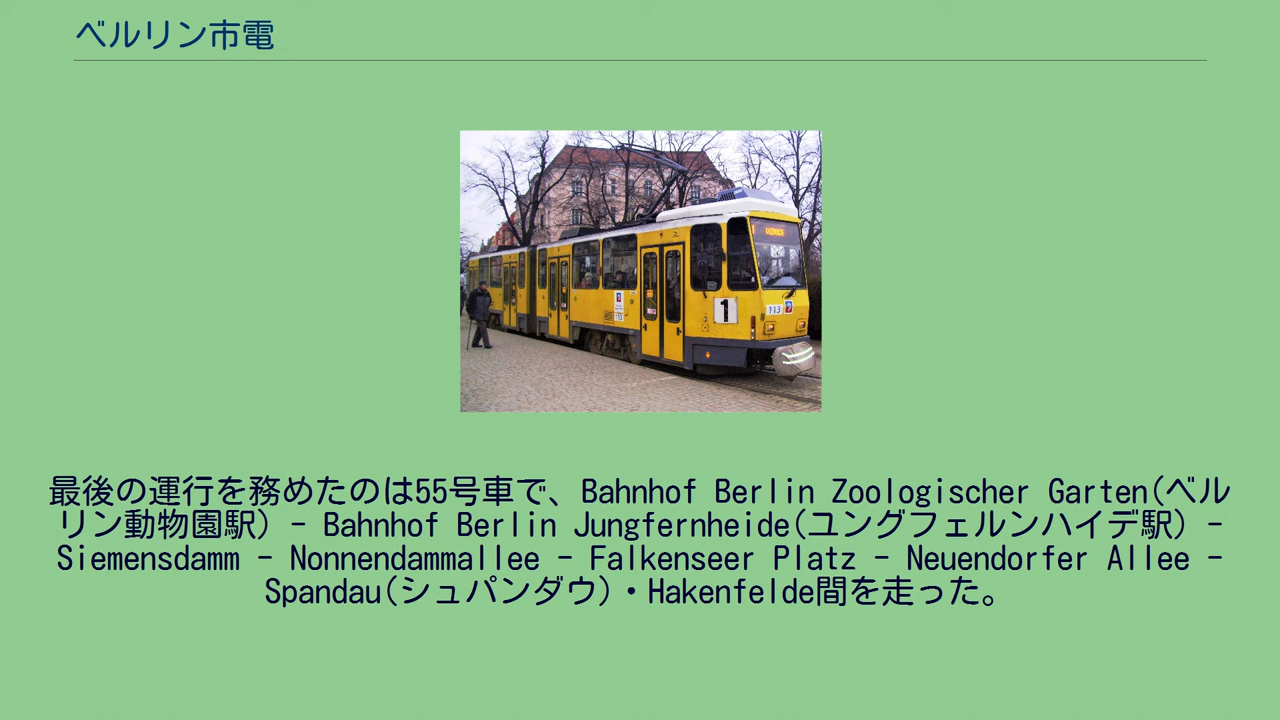 ベルリン市電
1
113
最後の運行を務めたのは55号車で、Bahnhof Berlin Zoologischer Garten(ベル
リン動物園駅) - Bahnhof Berlin Jungfernheide(ユングフェルンハイデ駅) -
Siemensdamm - Nonnendammallee - Falkenseer Platz - Neuendorfer Allee -
Spandau(シュパンダウ)・Hakenfelde間を走った。